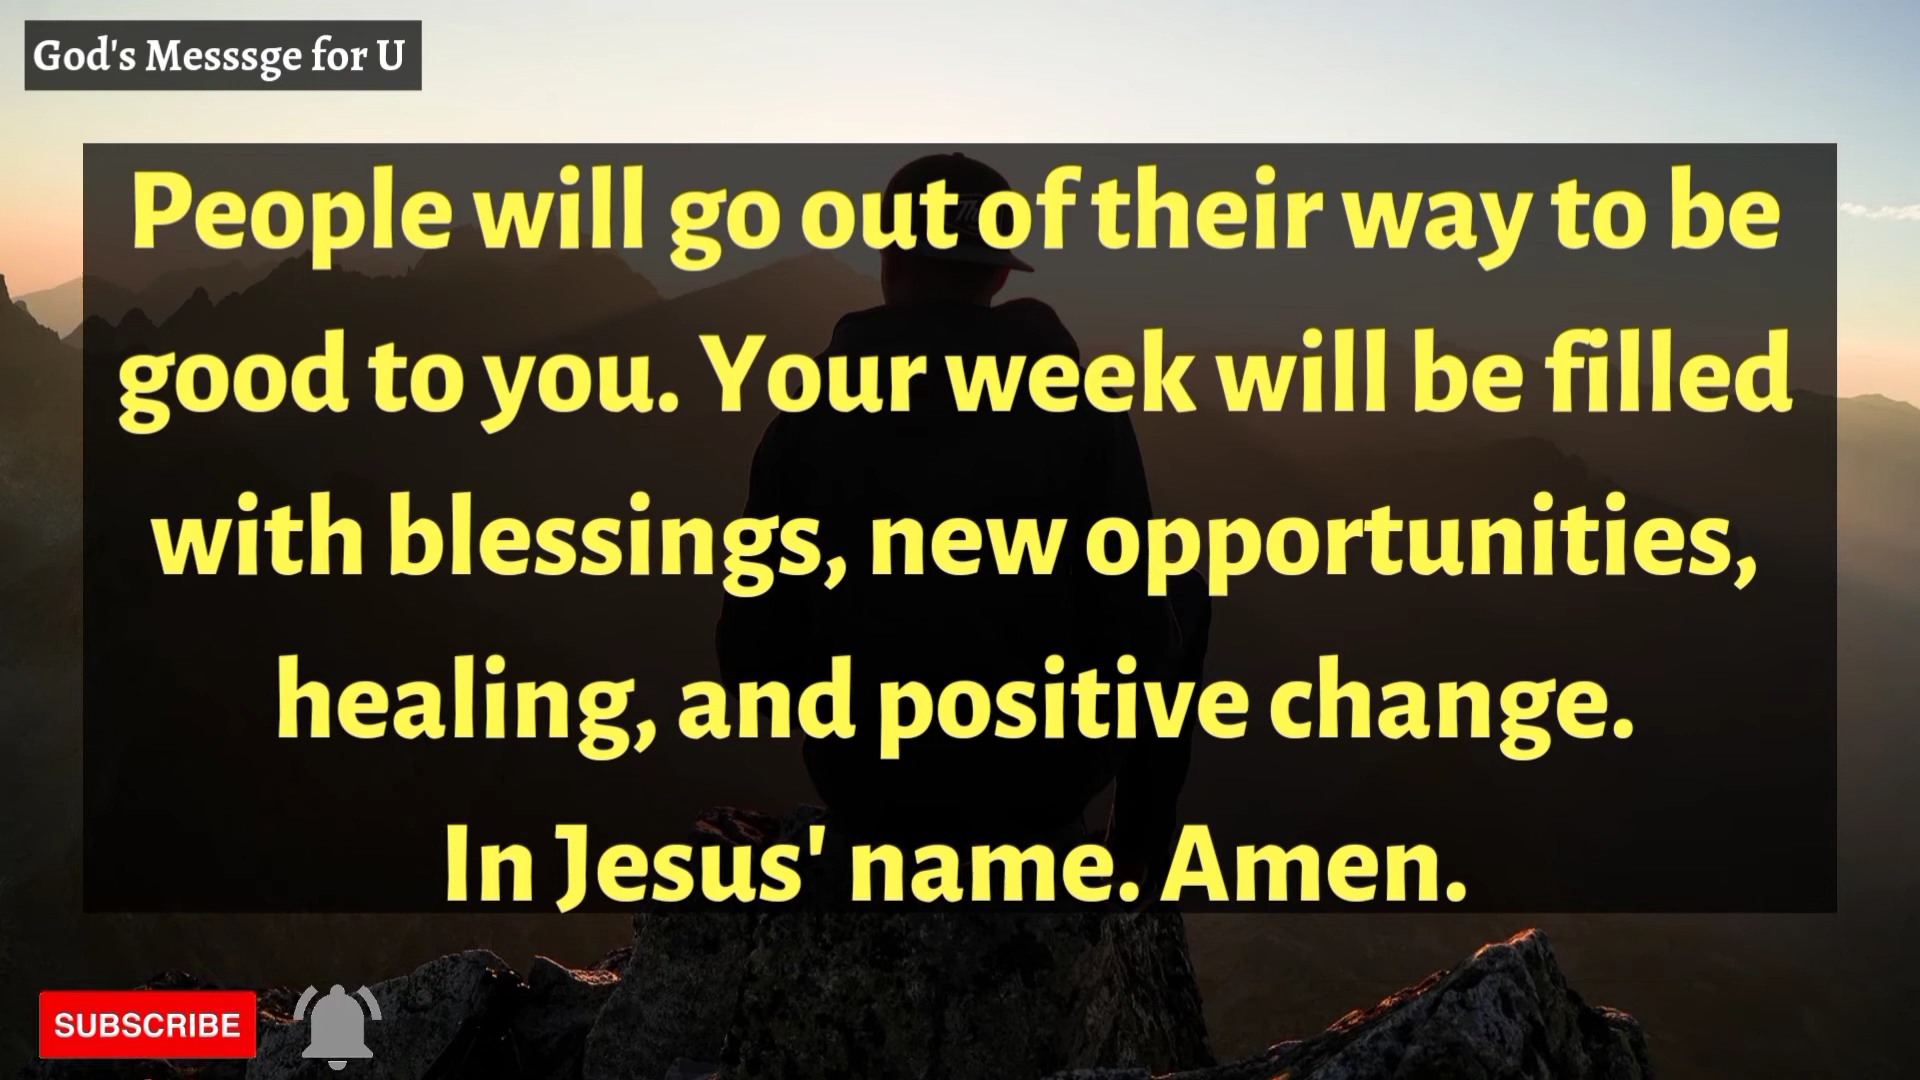 God's Messsge for U
People will go out of their way to be
good to you. Your week will be filled
with blessings, new opportunities,
healing, and positive change.
In Jesus' name. Amen.
SUBSCRIBE